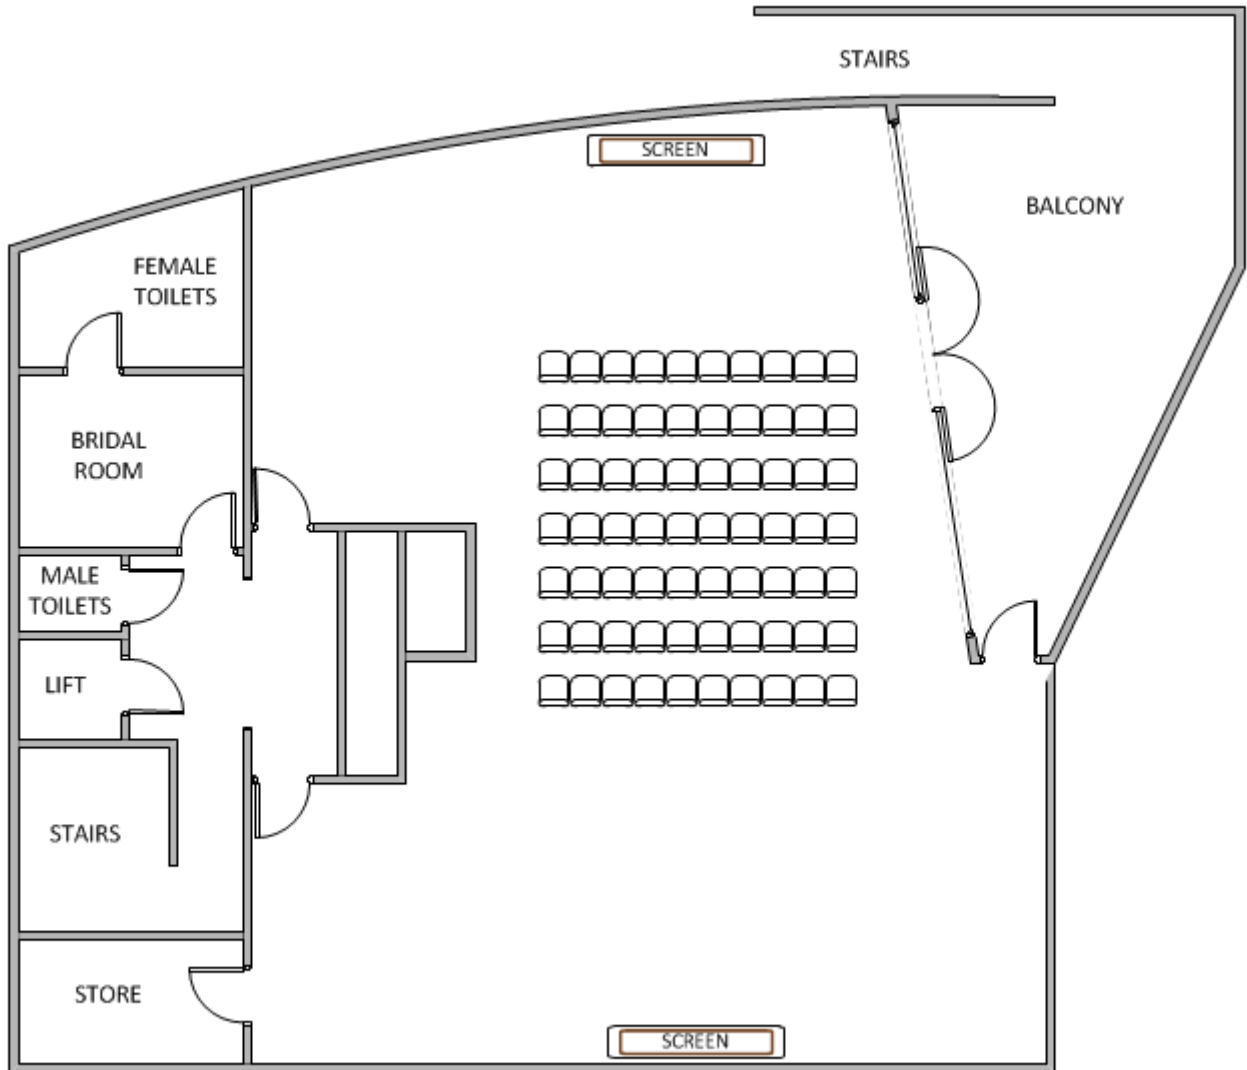 STAIRS
SCREEN
BALCONY
FEMALE
TOILETS
BRIDAL
ROOM
MALE
TOILETS
LIFT
STAIRS
STORE
SCREEN